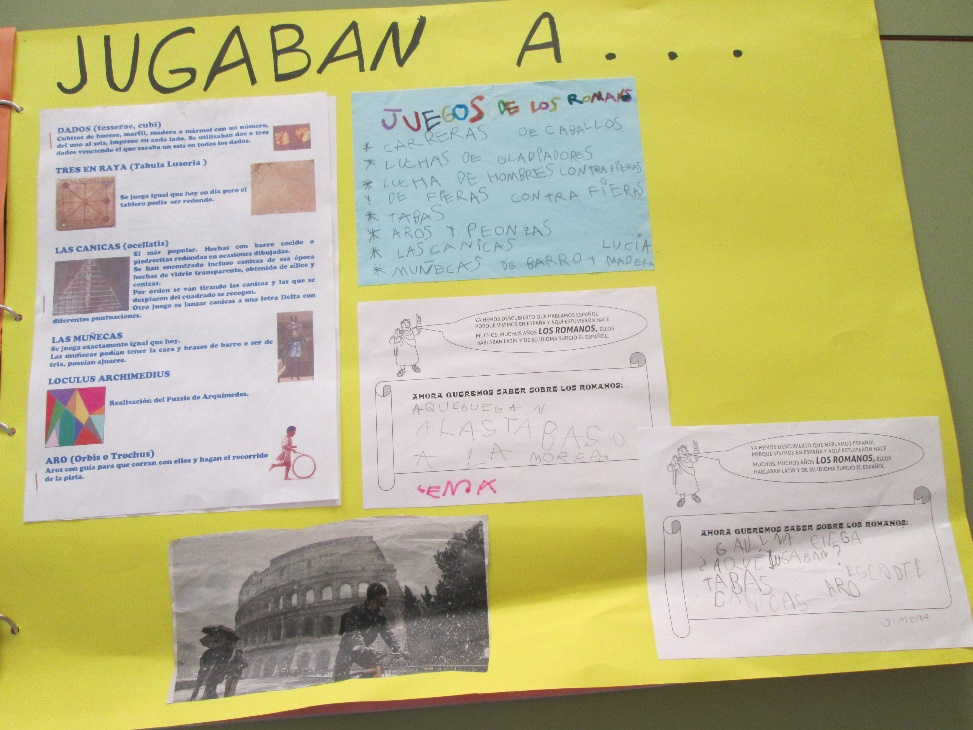 JUGABAN A...
DADOS (tesserae, cubi)
Cubitos de huesos, marfil, madera o mármol con un número,
del uno al seis, impreso en cada lado. Se utilizaban dos o tres
dados venciendo el que sacaba un seis en todos los dados.
TRES EN RAYA (Tabula Lusoria )
Se juega igual que hoy en día pero el
tablero podía ser redondo.
LAS CANICAS (ocellatis)
El más popular. Hechas con barro cocido o
piedrecitas redondas en ocasiones dibujadas.
Se han encontrado incluso canicas de esa época
hechas de vidrio transparente, obtenido de sílice y
cenizas.
Por orden se van tirando las canicas y las que se
desplacen del cuadrado se recogen.
Otro juego es lanzar canicas a una letra Delta con
diferentes puntuaciones.
LAS MUÑECAS
Se juega exactamente igual que hoy.
Las muñecas podían tener la cara y brazos de barro o ser de
tela, poseían ajuares.
LOCULUS ARCHIMEDIUS
Realización del Puzzle de Arquímedes.
ARO (Orbis o Trochus)
Aros con guía para que corran con ellos y hagan el recorrido
de la pista.
JUEGOS DE LOS ROMANOS
* CARRERAS DE CABALLOS
* LUCHAS DE GLADIADORES
* LUCHA DE HOMBRES CONTRA FIERAS
Y DE FIERAS CONTRA FIERAS
* TABAS
* AROS Y PEONZAS
* LAS CANICAS LUCÍA
* MUÑECAS DE BARRO Y MADERA
YA HEMOS DESCUBIERTO QUE HABLAMOS ESPAÑOL
PORQUE VIVIMOS EN ESPAÑA Y AQUÍ ESTUVIERON HACE
MUCHOS, MUCHOS AÑOS LOS ROMANOS, ELLOS
HABLABAN LATÍN Y DE SU IDIOMA SURGIÓ EL ESPAÑOL.
AHORA QUEREMOS SABER SOBRE LOS ROMANOS:
A LAS TABAS O
A LA MORRA
YA HEMOS DESCUBIERTO QUE HABLAMOS ESPAÑOL
PORQUE VIVIMOS EN ESPAÑA Y AQUÍ ESTUVIERON HACE
MUCHOS, MUCHOS AÑOS LOS ROMANOS, ELLOS
HABLABAN LATÍN Y DE SU IDIOMA SURGIÓ EL ESPAÑOL.
AHORA QUEREMOS SABER SOBRE LOS ROMANOS:
CIEGA
¿A QUÉ JUGABAN?
TABAS
CANICAS ARO
JIMENA